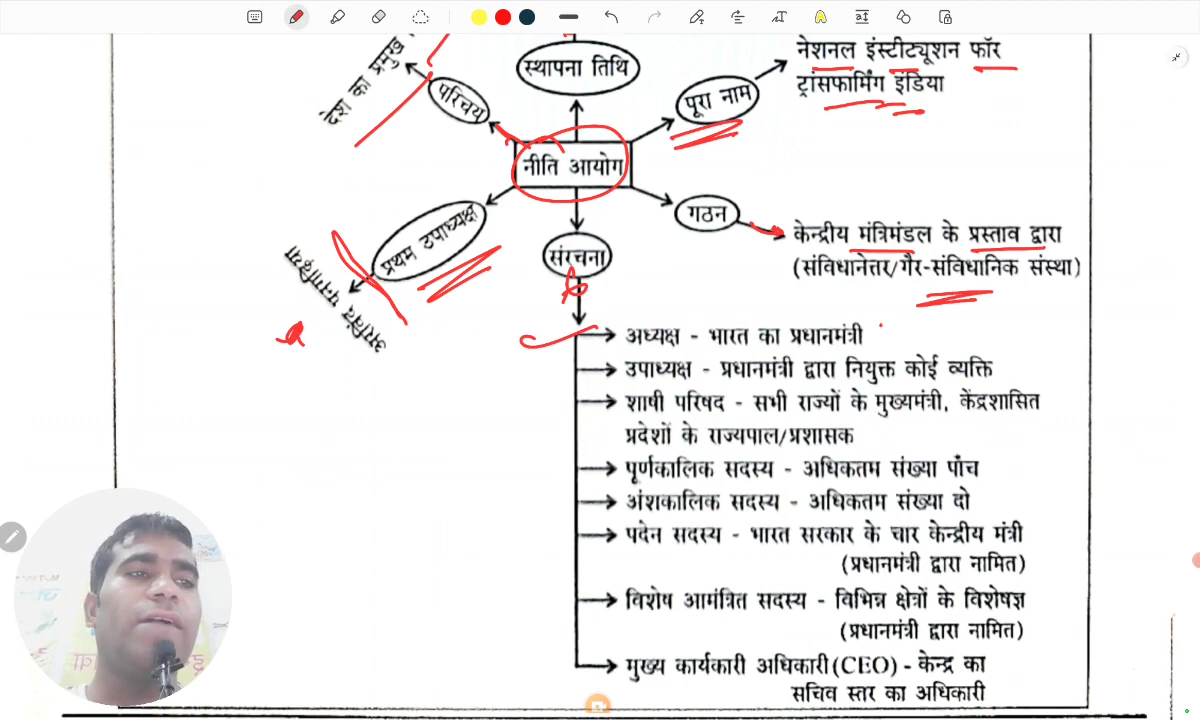 स्थापना तिथि
देश का प्रमुख
परिचय
पूरा नाम
नेशनल इंस्टीट्यूशन फॉर
ट्रांसफार्मिंग इंडिया
नीति आयोग
प्रथम उपाध्यक्ष
अरविंद पनगढ़िया
संरचना
गठन
केन्द्रीय मंत्रिमंडल के प्रस्ताव द्वारा
(संविधानेत्तर/गैर-संविधानिक संस्था)
अध्यक्ष - भारत का प्रधानमंत्री
उपाध्यक्ष - प्रधानमंत्री द्वारा नियुक्त कोई व्यक्ति
शाषी परिषद - सभी राज्यों के मुख्यमंत्री, केंद्रशासित
प्रदेशों के राज्यपाल/प्रशासक
पूर्णकालिक सदस्य - अधिकतम संख्या पाँच
अंशकालिक सदस्य - अधिकतम संख्या दो
पदेन सदस्य - भारत सरकार के चार केन्द्रीय मंत्री
(प्रधानमंत्री द्वारा नामित)
विशेष आमंत्रित सदस्य - विभिन्न क्षेत्रों के विशेषज्ञ
(प्रधानमंत्री द्वारा नामित)
मुख्य कार्यकारी अधिकारी (CEO) - केन्द्र का
सचिव स्तर का अधिकारी